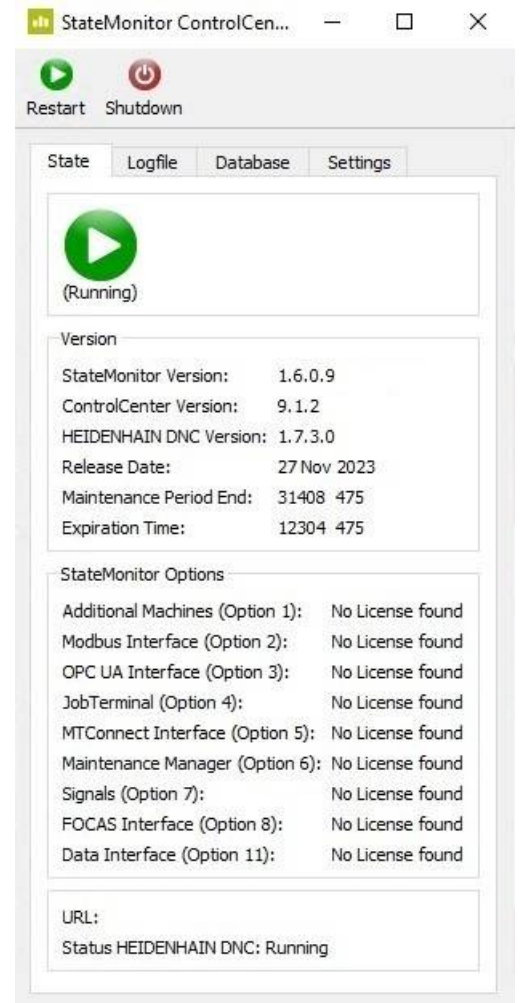 StateMonitor ControlCen...
Restart Shutdown
State Logfile Database Settings
(Running)
Version
StateMonitor Version: 1.6.0.9
ControlCenter Version: 9.1.2
HEIDENHAIN DNC Version: 1.7.3.0
Release Date: 27 Nov 2023
Maintenance Period End: 31408 475
Expiration Time: 12304 475
StateMonitor Options
Additional Machines (Option 1): No License found
Modbus Interface (Option 2): No License found
OPC UA Interface (Option 3): No License found
JobTerminal (Option 4): No License found
MTConnect Interface (Option 5): No License found
Maintenance Manager (Option 6): No License found
Signals (Option 7): No License found
FOCAS Interface (Option 8): No License found
Data Interface (Option 11): No License found
URL:
Status HEIDENHAIN DNC: Running